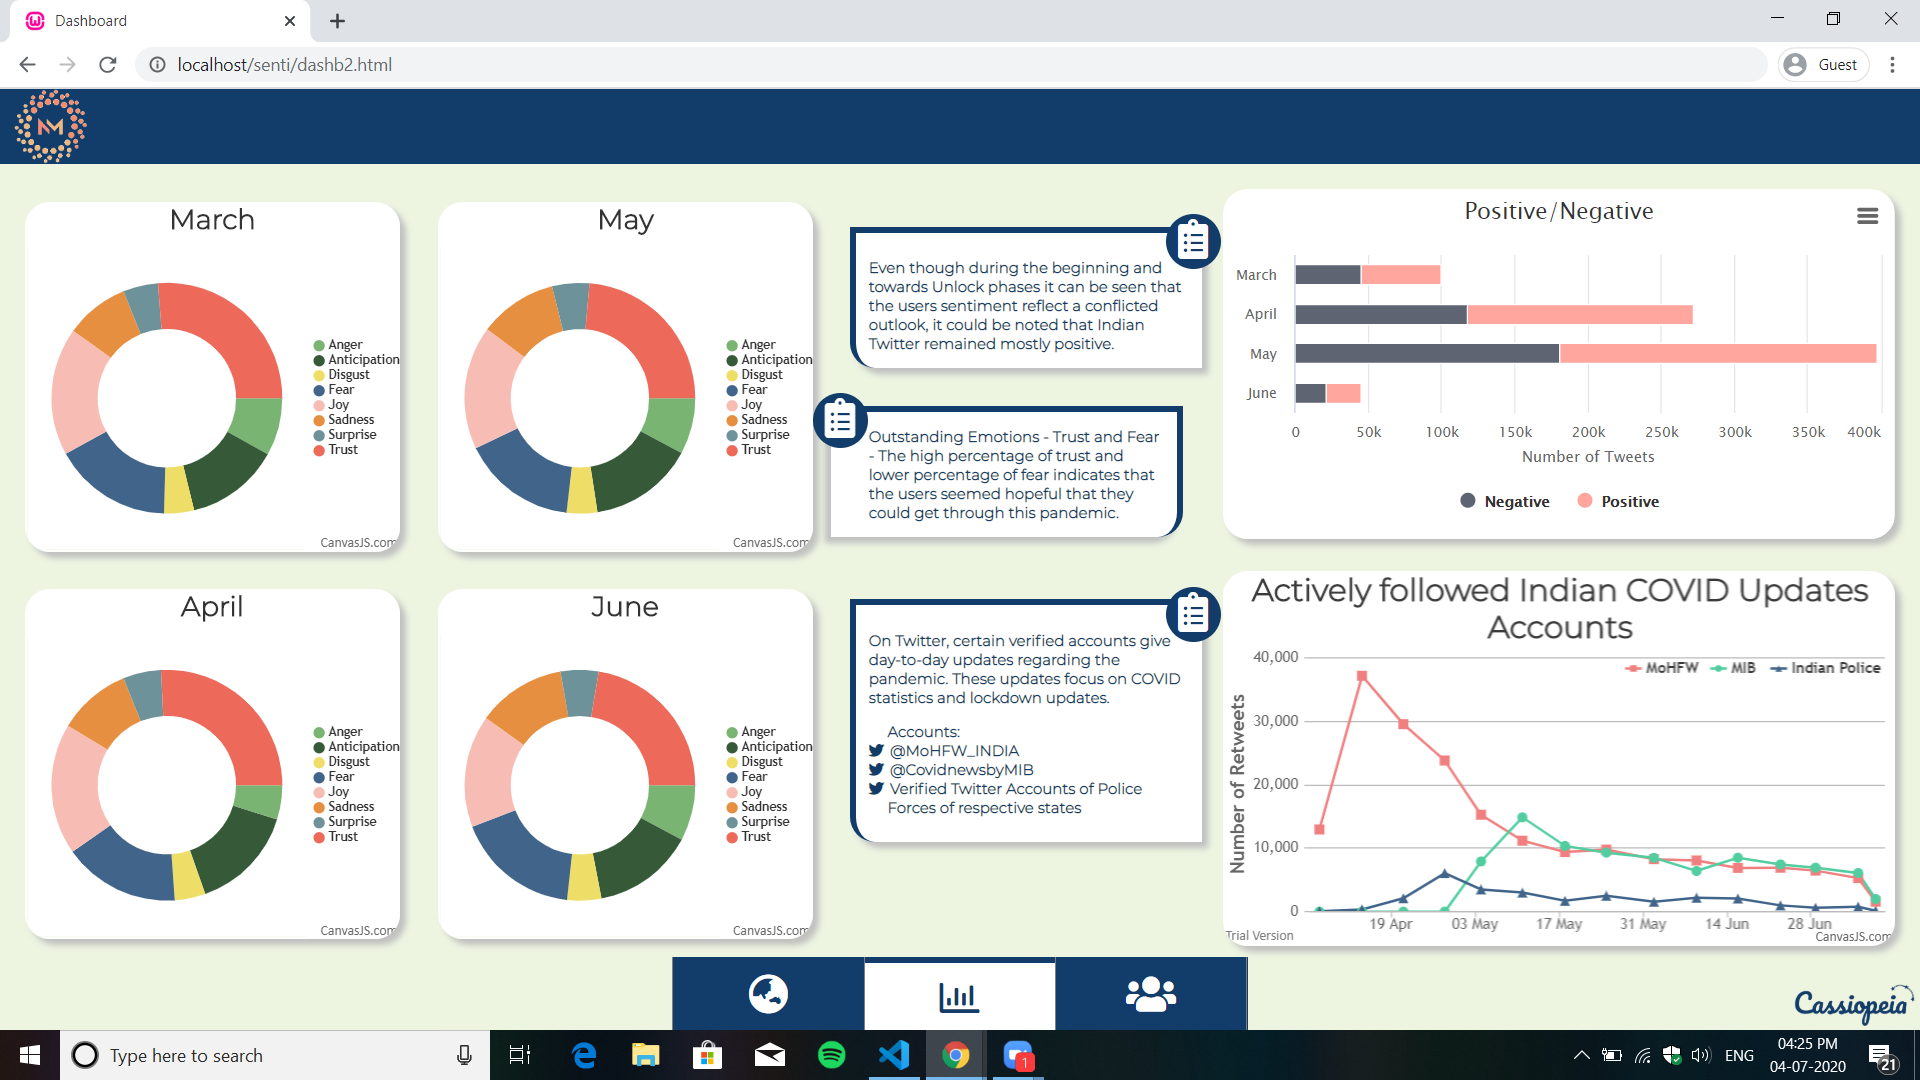 Dashboard
localhost/senti/dashb2.html
Guest
NM
March
Anger
Anticipation
Disgust
Fear
Joy
Sadness
Surprise
Trust
CanvasJS.com
May
Anger
Anticipation
Disgust
Fear
Joy
Sadness
Surprise
Trust
CanvasJS.com
Even though during the beginning and
towards Unlock phases it can be seen that
the users sentiment reflect a conflicted
outlook, it could be noted that Indian
Twitter remained mostly positive.
Outstanding Emotions - Trust and Fear
- The high percentage of trust and
lower percentage of fear indicates that
the users seemed hopeful that they
could get through this pandemic.
Positive/Negative
March
April
May
June
0 50k 100k 150k 200k 250k 300k 350k 400k
Number of Tweets
Negative Positive
April
Anger
Anticipation
Disgust
Fear
Joy
Sadness
Surprise
Trust
CanvasJS.com
June
Anger
Anticipation
Disgust
Fear
Joy
Sadness
Surprise
Trust
CanvasJS.com
On Twitter, certain verified accounts give
day-to-day updates regarding the
pandemic. These updates focus on COVID
statistics and lockdown updates.
Accounts:
@MoHFW_INDIA
@CovidnewsbyMIB
Verified Twitter Accounts of Police
Forces of respective states
Actively followed Indian COVID Updates
Accounts
MoHFW MIB Indian Police
Number of Retweets
40,000
30,000
20,000
10,000
0
19 Apr 03 May 17 May 31 May 14 Jun 28 Jun
Trial Version
CanvasJS.com
Cassiopeia
Type here to search
1
ENG
04:25 PM
04-07-2020
21